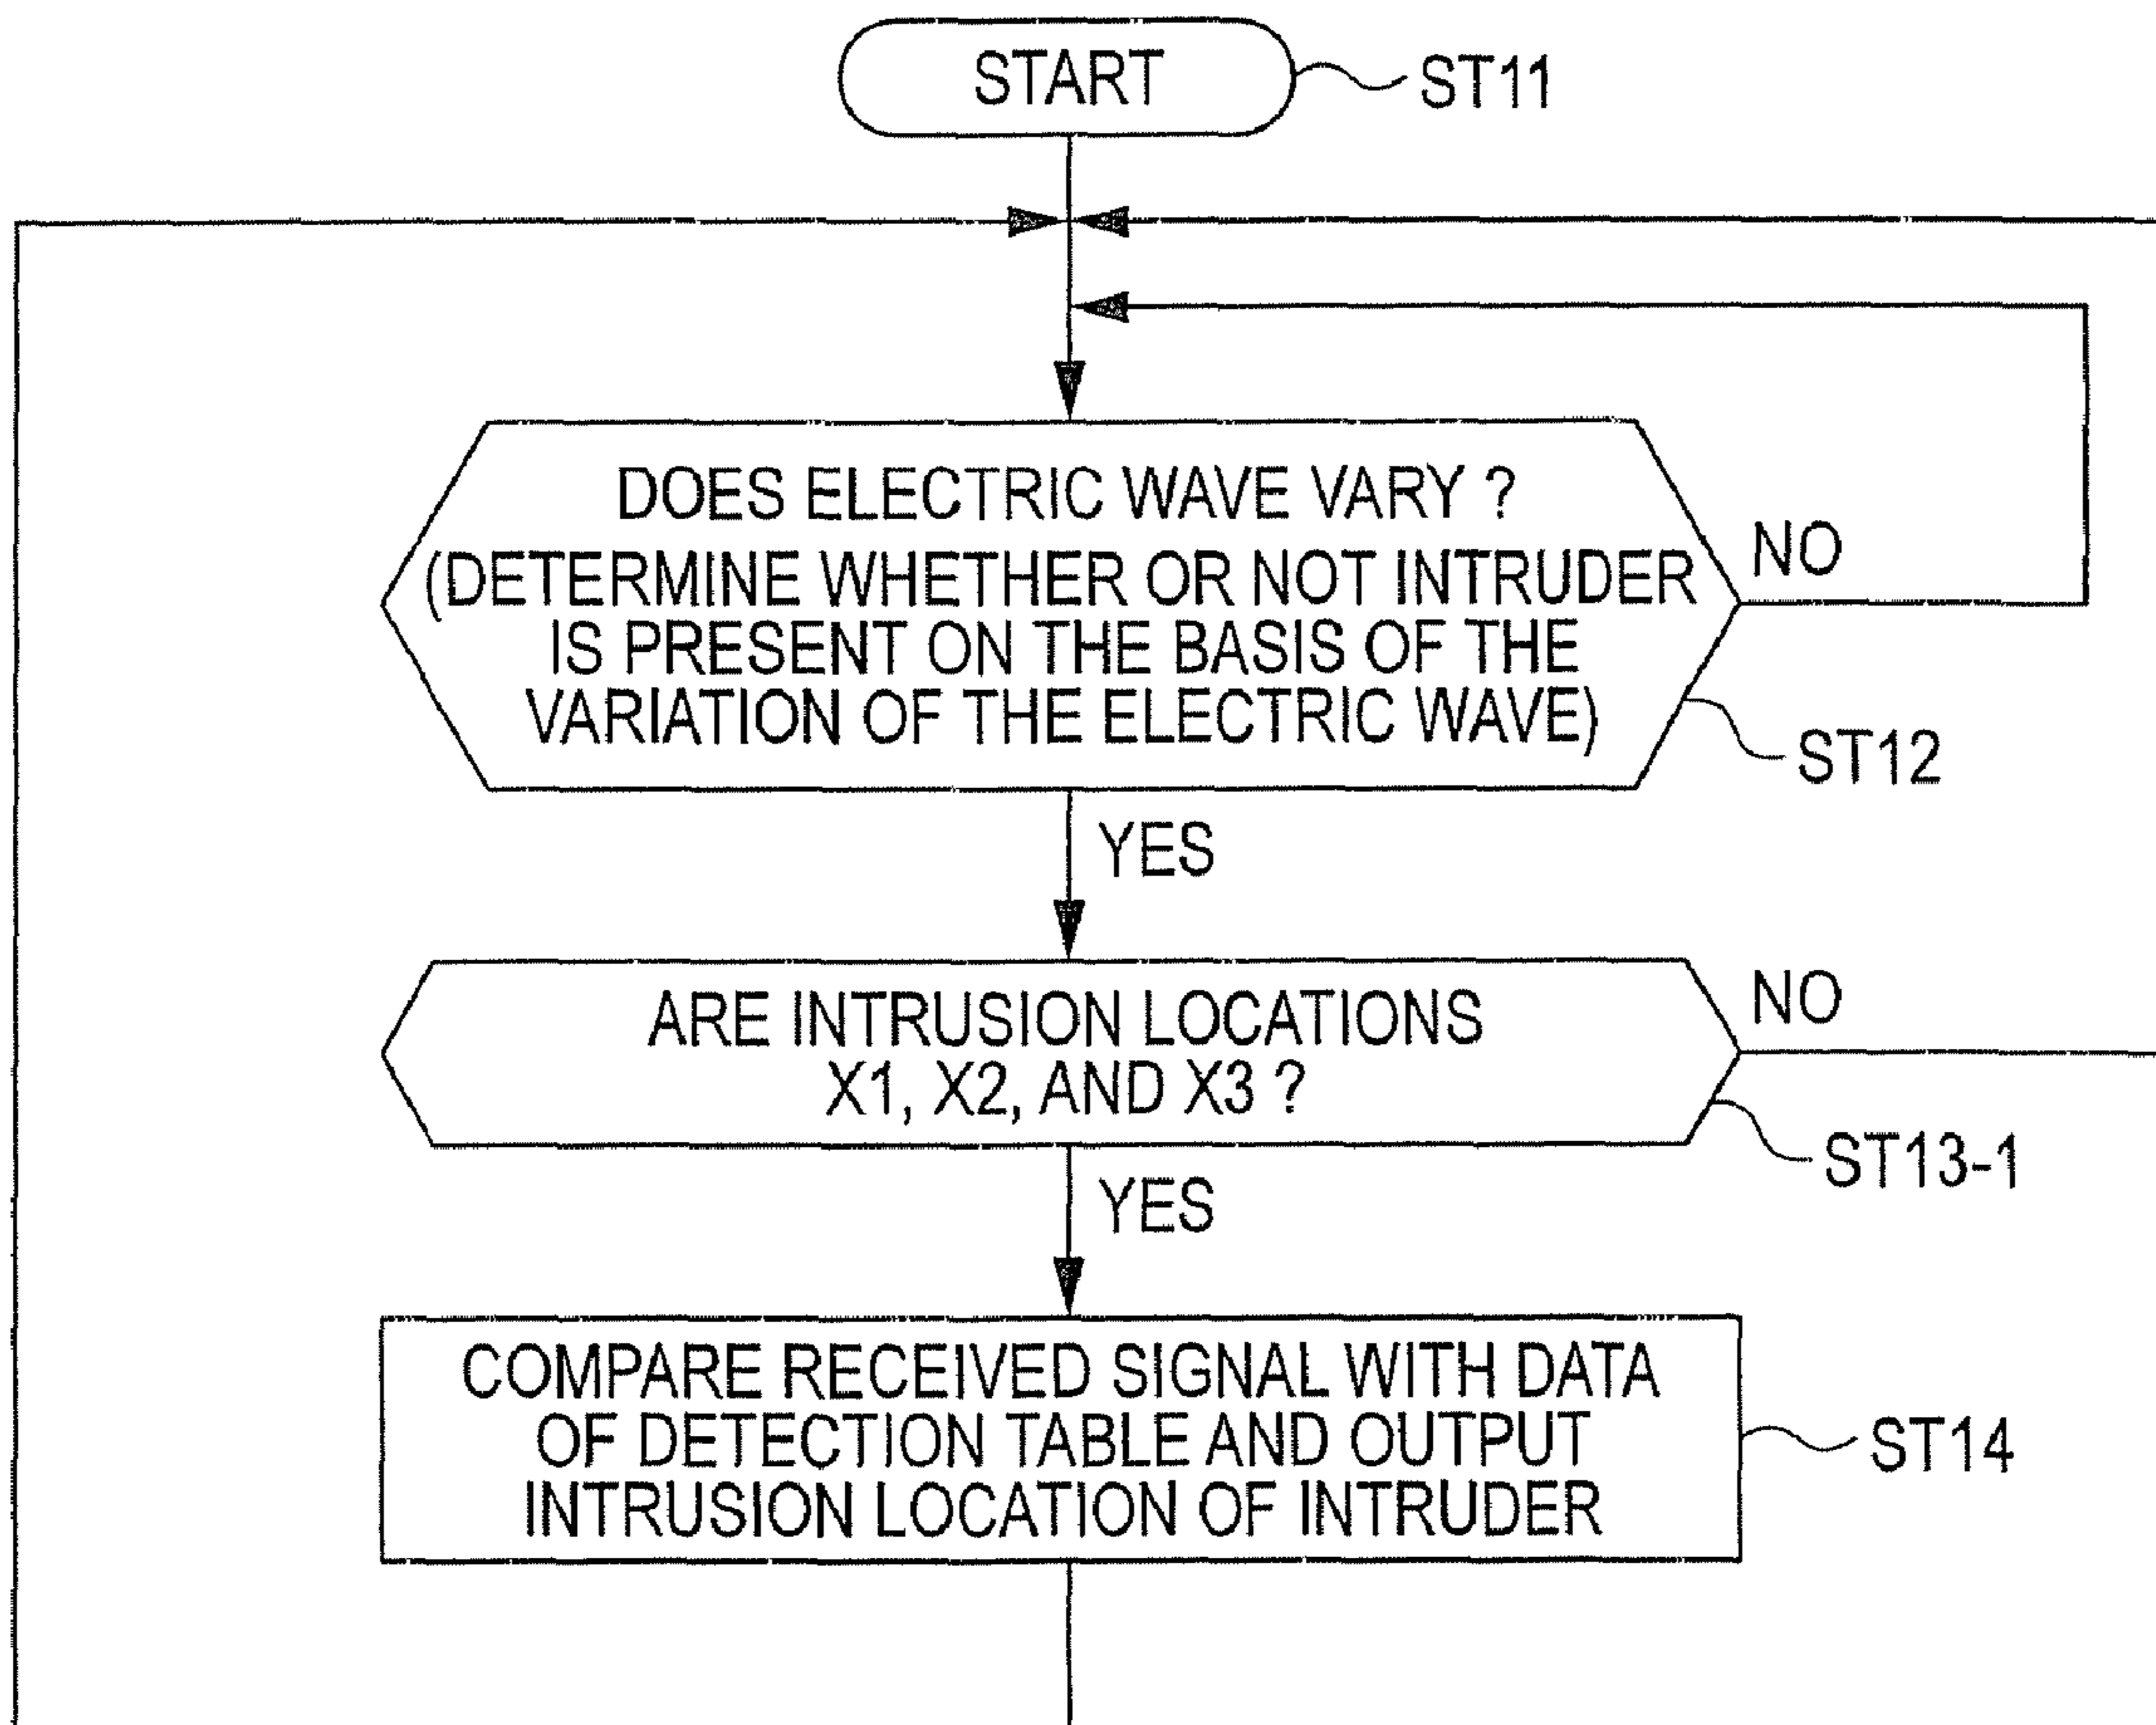 START
ST11
DOES ELECTRIC WAVE VARY ?
(DETERMINE WHETHER OR NOT INTRUDER
IS PRESENT ON THE BASIS OF THE
VARIATION OF THE ELECTRIC WAVE)
NO
ST12
YES
ARE INTRUSION LOCATIONS
X1, X2, AND X3 ?
NO
ST13-1
YES
COMPARE RECEIVED SIGNAL WITH DATA
OF DETECTION TABLE AND OUTPUT
INTRUSION LOCATION OF INTRUDER
ST14